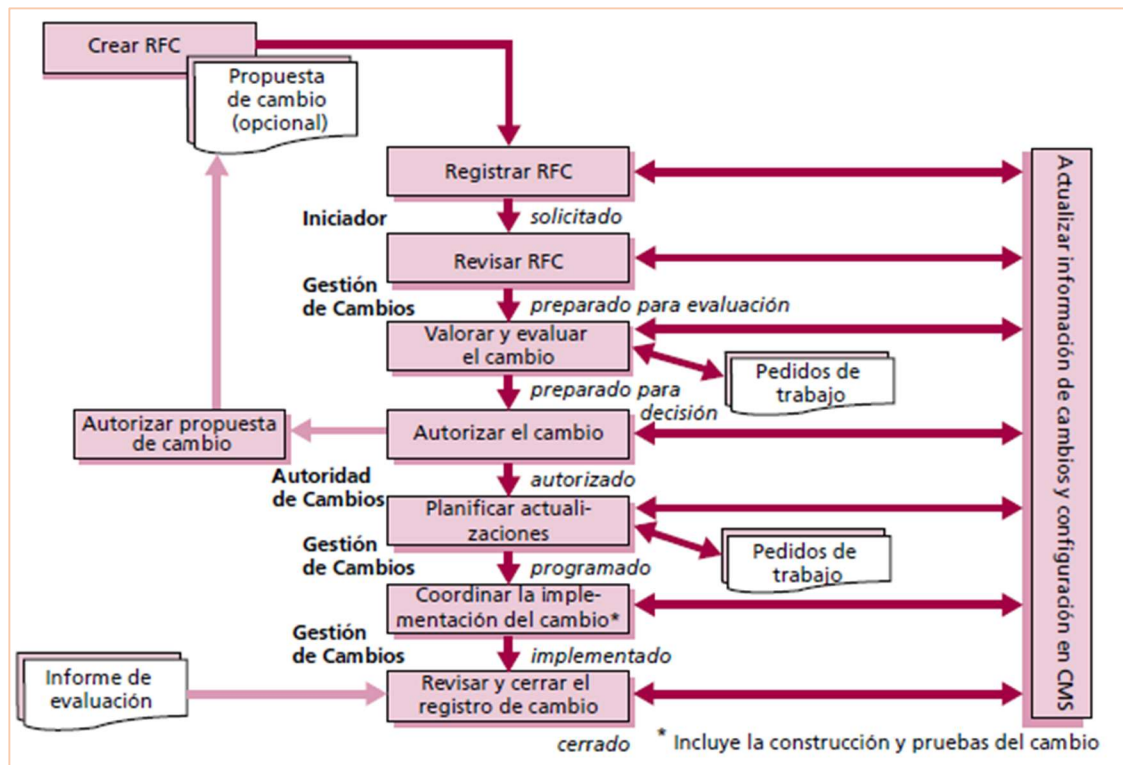 Crear RFC
Propuesta
de cambio
(opcional)
Registrar RFC
Iniciador
solicitado
Revisar RFC
Gestión
de Cambios
preparado para evaluación
Valorar y evaluar
el cambio
Pedidos de
trabajo
preparado para
decisión
Autorizar propuesta
de cambio
Autorizar el cambio
Autoridad
de Cambios
autorizado
Planificar actuali-
zaciones
Pedidos de
trabajo
Gestión
de Cambios
programado
Coordinar la imple-
mentación del cambio*
Gestión
de Cambios
implementado
Informe de
evaluación
Revisar y cerrar el
registro de cambio
cerrado
* Incluye la construcción y pruebas del cambio
Actualizar información de cambios y configuración en CMS